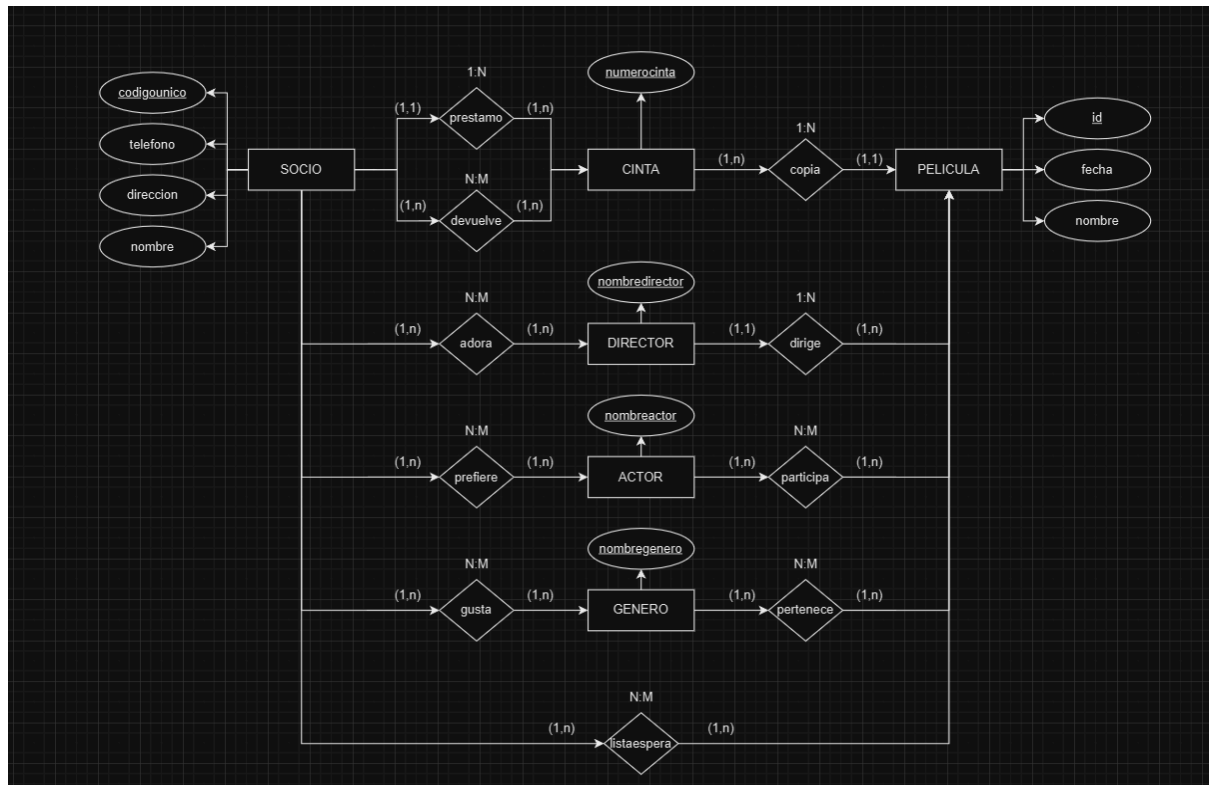 1:N
numerocinta
codigounico
(1,1)
(1,n)
prestamo
1:N
id
telefono
SOCIO
CINTA
(1,n)
copia
(1,1)
PELICULA
fecha
direccion
N:M
(1,n)
(1,n)
devuelve
nombre
nombre
nombredirector
N:M
1:N
(1,n)
(1,n)
(1,1)
(1,n)
adora
DIRECTOR
dirige
nombreactor
N:M
N:M
(1,n)
(1,n)
(1,n)
(1,n)
prefiere
ACTOR
participa
nombregenero
N:M
N:M
(1,n)
(1,n)
(1,n)
(1,n)
gusta
GENERO
pertenece
N:M
(1,n)
(1,n)
listaespera